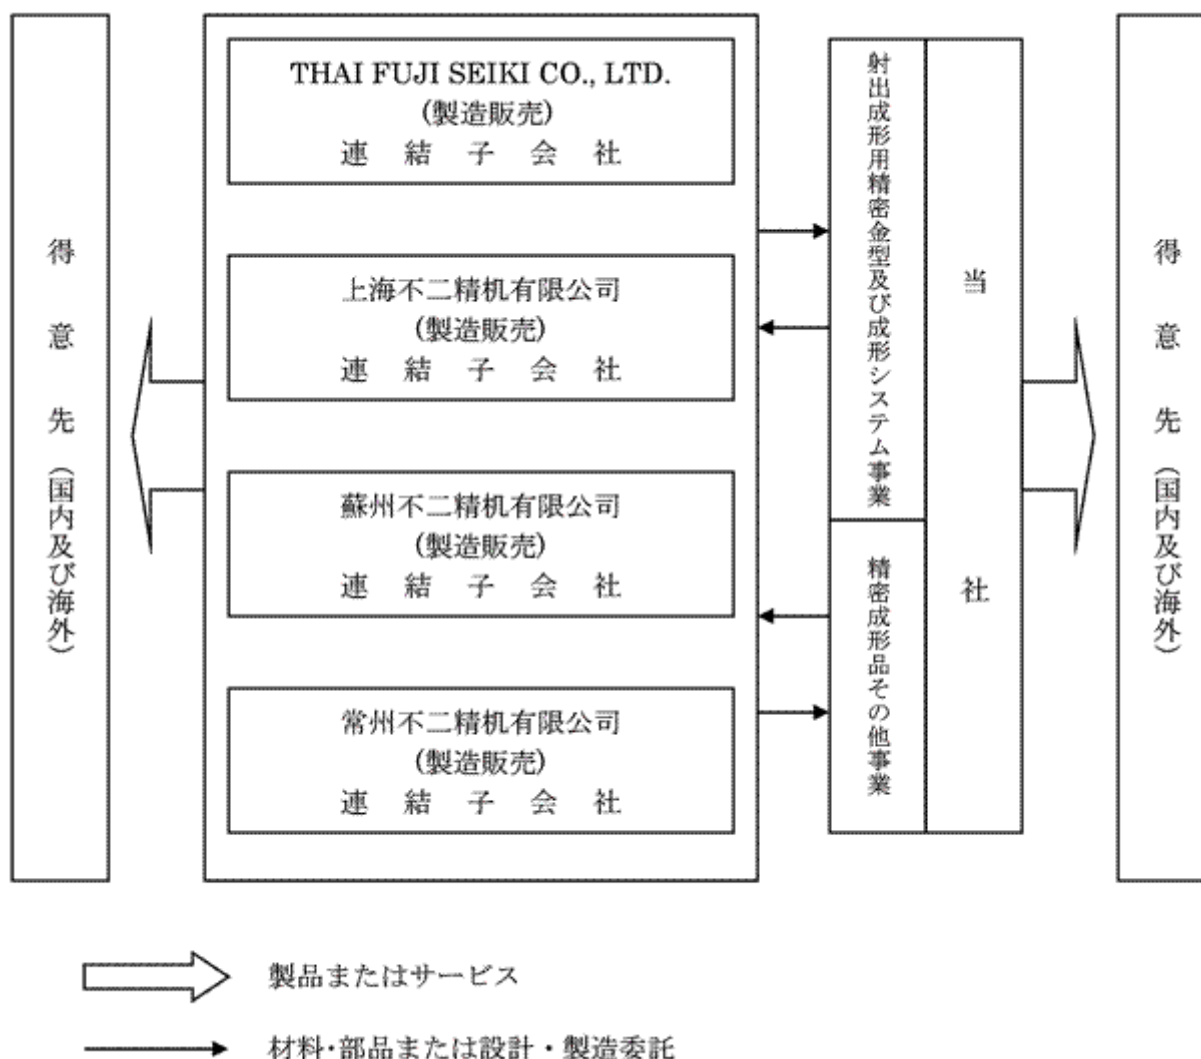 得意先（国内及び海外）
THAI FUJI SEIKI CO., LTD.
(製造販売)
連結子会社
上海不二精机有限公司
(製造販売)
連結子会社
蘇州不二精机有限公司
(製造販売)
連結子会社
常州不二精机有限公司
(製造販売)
連結子会社
射出成形用精密金型及び成形システム事業
精密成形品その他事業
当社
得意先（国内及び海外）
製品またはサービス
材料・部品または設計・製造委託